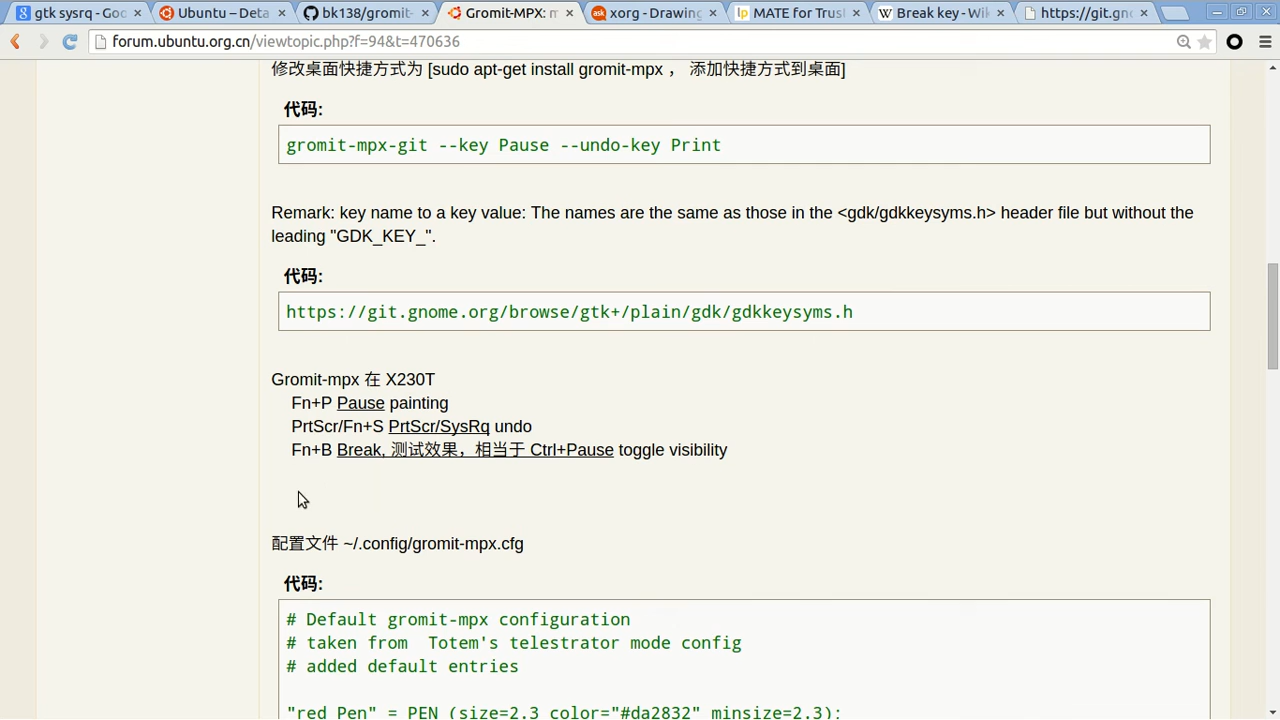 gtk sysrq - Goo
Ubuntu – Deta
bk138/gromit-
Gromit-MPX: m
xorg - Drawing
MATE for Trus
Break key - Wik
https://git.gno
forum.ubuntu.org.cn/viewtopic.php?f=94&t=470636
修改桌面快捷方式为 [sudo apt-get install gromit-mpx ， 添加快捷方式到桌面]
代码:
gromit-mpx-git --key Pause --undo-key Print
Remark: key name to a key value: The names are the same as those in the <gdk/gdkkeysyms.h> header file but without the
leading "GDK_KEY_".
代码:
https://git.gnome.org/browse/gtk+/plain/gdk/gdkkeysyms.h
Gromit-mpx 在 X230T
Fn+P Pause painting
PrtScr/Fn+S PrtScr/SysRq undo
Fn+B Break, 测试效果，相当于 Ctrl+Pause toggle visibility
配置文件 ~/.config/gromit-mpx.cfg
代码:
# Default gromit-mpx configuration
# taken from  Totem's telestrator mode config
# added default entries
"red Pen" = PEN (size=2.3 color="#da2832" minsize=2.3);